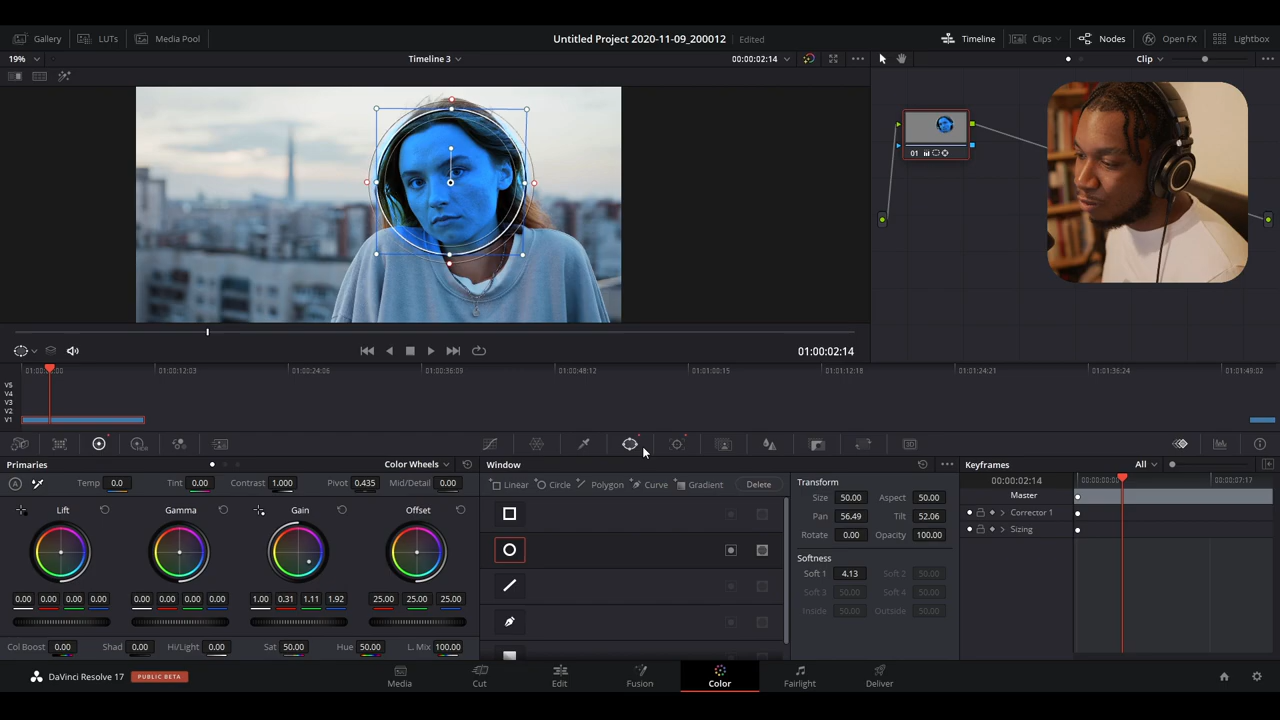 Gallery LUTs Media Pool Untitled Project 2020-11-09_200012 Edited Timeline Clips Nodes Open FX Lightbox
19% Timeline 3 00:00:02:14 Clip
01
01:00:02:14
01:00:12:03 01:00:24:06 01:00:36:09 01:00:48:12 01:01:00:15 01:01:12:18 01:01:24:21 01:01:36:24 01:01:49:02
V5
V4
V3
V2
V1
Primaries Color Wheels Window Keyframes All
Temp 0.0 Tint 0.00 Contrast 1.000 Pivot 0.435 Mid/Detail 0.00 Linear Circle Polygon Curve Gradient Delete Transform 00:00:02:14 00:00:07:17
Lift Gamma Gain Offset Size 50.00 Aspect 50.00 Master
Pan 56.49 Tilt 52.06 Corrector 1
Rotate 0.00 Opacity 100.00 Sizing
Softness
Soft 1 4.13 Soft 2 50.00
Soft 3 50.00 Soft 4 50.00
0.00 0.00 0.00 0.00 0.00 0.00 0.00 0.00 1.00 0.31 1.11 1.92 25.00 25.00 25.00 Inside 50.00 Outside 50.00
Col Boost 0.00 Shad 0.00 Hi/Light 0.00 Sat 50.00 Hue 50.00 L. Mix 100.00
DaVinci Resolve 17 PUBLIC BETA Media Cut Edit Fusion Color Fairlight Deliver